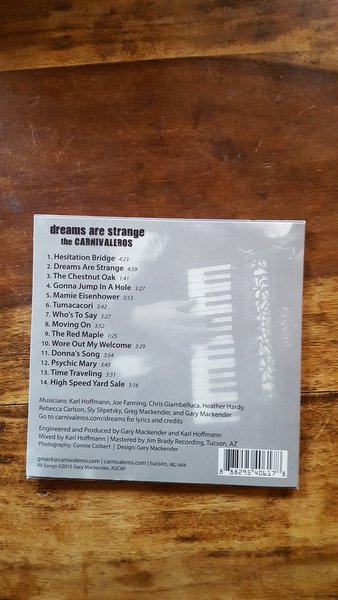 dreams are strange
the CARNIVALEROS
1. Hesitation Bridge 4:23
2. Dreams Are Strange 4:59
3. The Chestnut Oak 1:41
4. Gonna Jump In A Hole 3:27
5. Mamie Eisenhower 3:13
6. Tumacacori 3:42
7. Who's To Say 3:27
8. Moving On 3:52
9. The Red Maple 1:25
10. Wore Out My Welcome 3:29
11. Donna's Song 3:54
12. Psychic Mary 3:45
13. Time Traveling 3:31
14. High Speed Yard Sale 3:16
Musicians: Karl Hoffmann, Joe Fanning, Chris Giambelluca, Heather Hardy,
Rebecca Carlson, Sly Slipetsky, Greg Mackender, and Gary Mackender
Go to carnivaleros.com/dreams for lyrics and credits
Engineered and Produced by Gary Mackender and Karl Hoffmann
Mixed by Karl Hoffmann | Mastered by Jim Brady Recording, Tucson, AZ
Photography: Connie Colbert | Design: Gary Mackender
gmack@carnivaleros.com | carnivaleros.com | tucson, az, usa
All Songs ©2015 Gary Mackender, ASCAP
8 88295 40617 8